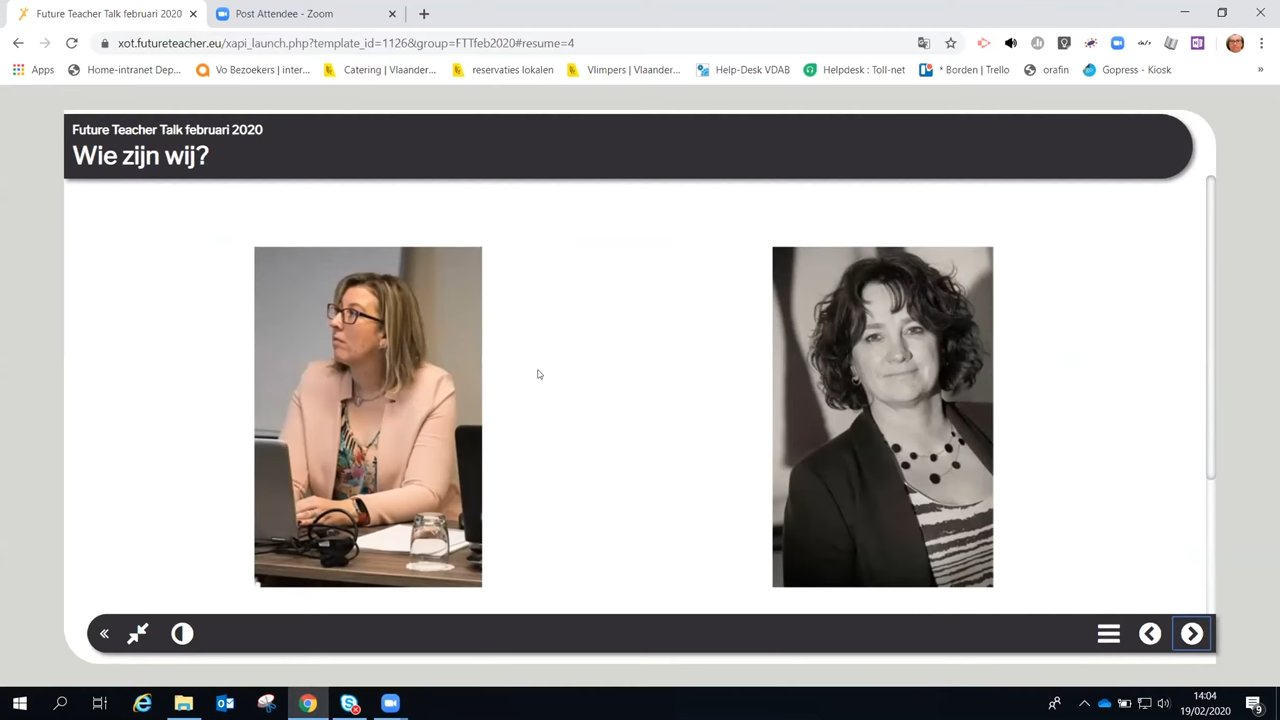 Future Teacher Talk februari 2020
Post Attendee - Zoom
xot.futureteacher.eu/xapi_launch.php?template_id=1126&group=FTTfeb2020#resume=4
Apps
Home-intranet Dep...
Vo Bezoekers | inter...
Catering | Vlaander...
reservaties lokalen
Vlimpers | Vlaander...
Help-Desk VDAB
Helpdesk : Toll-net
* Borden | Trello
orafin
Gopress - Kiosk
»
Future Teacher Talk februari 2020
Wie zijn wij?
14:04
19/02/2020
9